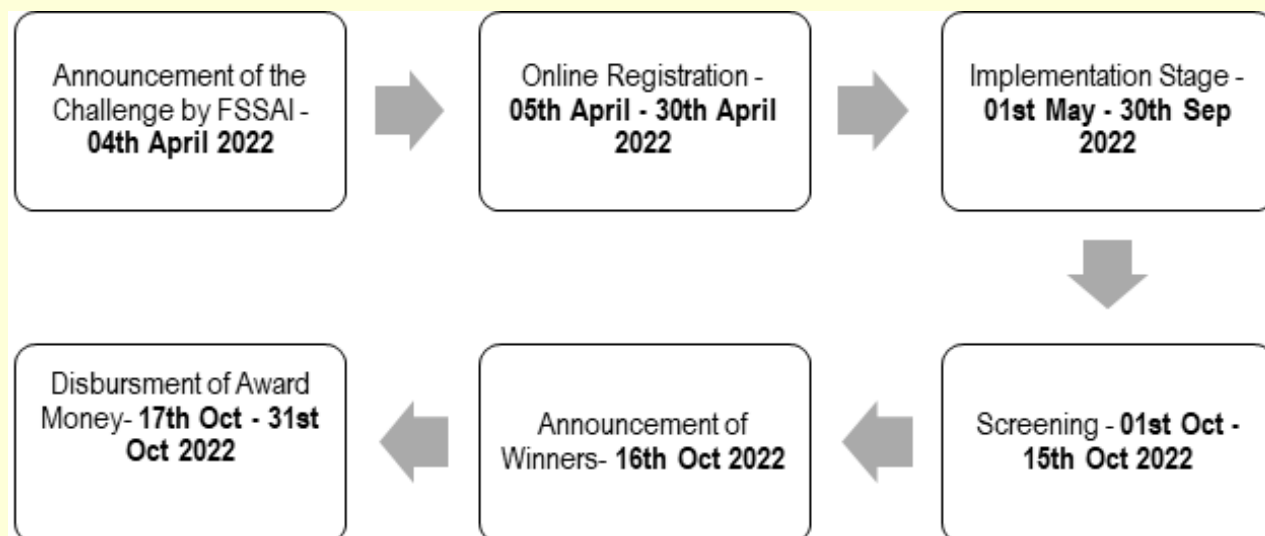 Announcement of the
Challenge by FSSAI -
04th April 2022
Online Registration -
05th April - 30th April
2022
Implementation Stage -
01st May - 30th Sep
2022
Screening - 01st Oct -
15th Oct 2022
Announcement of
Winners- 16th Oct 2022
Disbursment of Award
Money- 17th Oct - 31st
Oct 2022